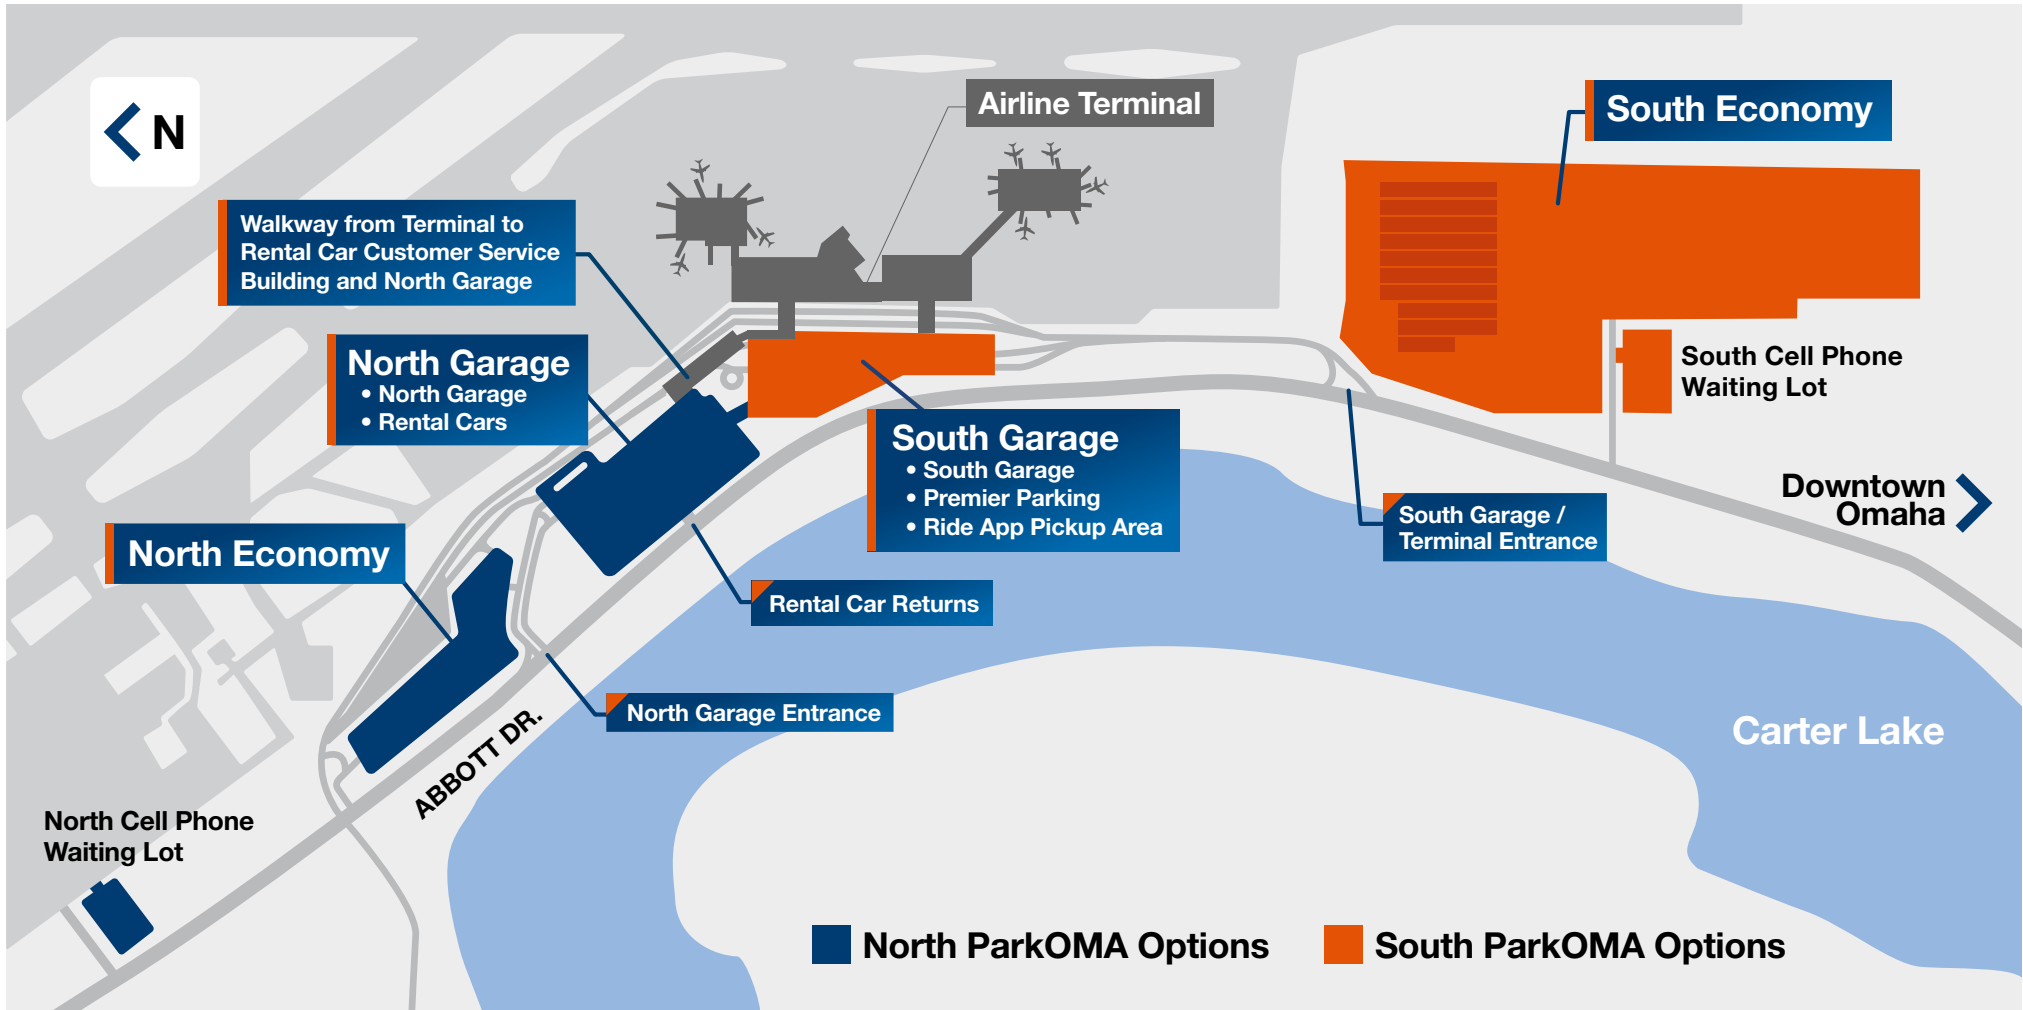 N
Airline Terminal
South Economy
Walkway from Terminal to
Rental Car Customer Service
Building and North Garage
North Garage
• North Garage
• Rental Cars
South Cell Phone
Waiting Lot
South Garage
• South Garage
• Premier Parking
• Ride App Pickup Area
Downtown
Omaha
South Garage /
Terminal Entrance
North Economy
Rental Car Returns
North Garage Entrance
ABBOTT DR.
Carter Lake
North Cell Phone
Waiting Lot
North ParkOMA Options
South ParkOMA Options